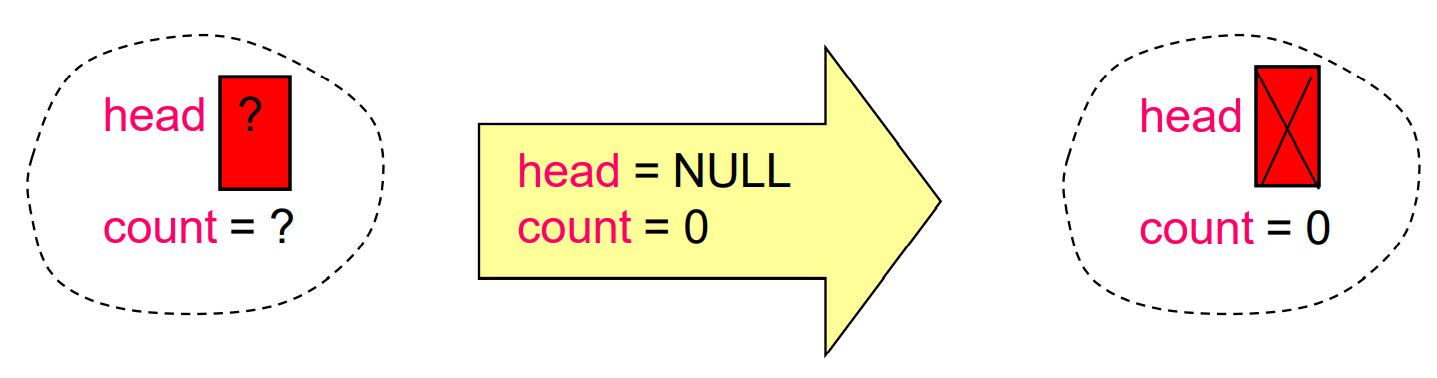 head ?
count = ?
head = NULL
count = 0
head
count = 0